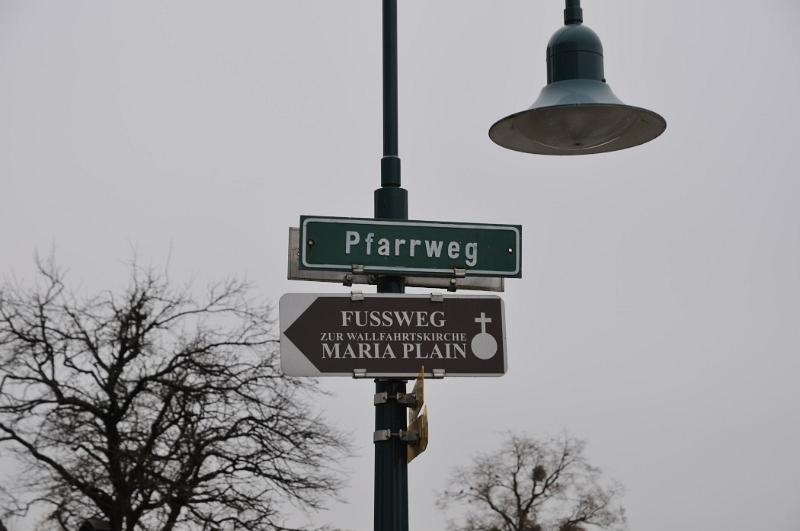 Pfarrweg
FUSSWEG
ZUR WALLFAHRTSKIRCHE
MARIA PLAIN